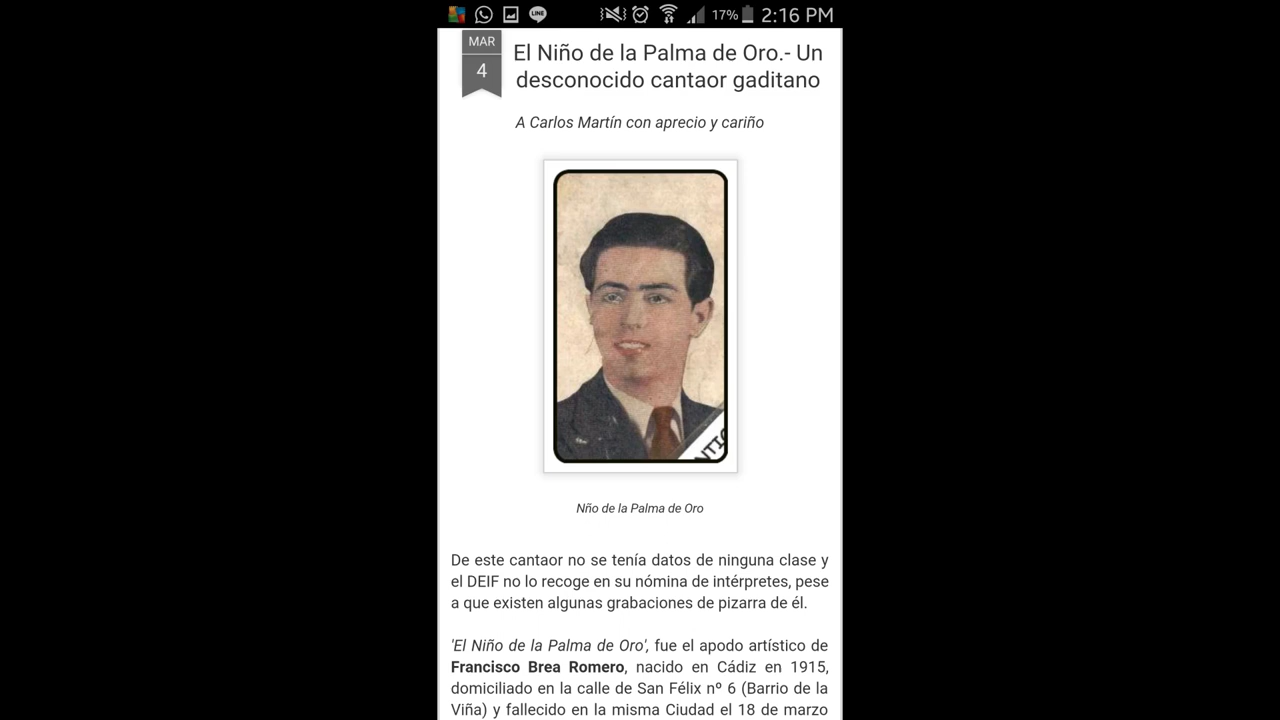 LINE
17%
2:16 PM
MAR
4
El Niño de la Palma de Oro.- Un
desconocido cantaor gaditano
A Carlos Martín con aprecio y cariño
NTIG
Nño de la Palma de Oro
De este cantaor no se tenía datos de ninguna clase y
el DEIF no lo recoge en su nómina de intérpretes, pese
a que existen algunas grabaciones de pizarra de él.
'El Niño de la Palma de Oro', fue el apodo artístico de
Francisco Brea Romero, nacido en Cádiz en 1915,
domiciliado en la calle de San Félix nº 6 (Barrio de la
Viña) y fallecido en la misma Ciudad el 18 de marzo